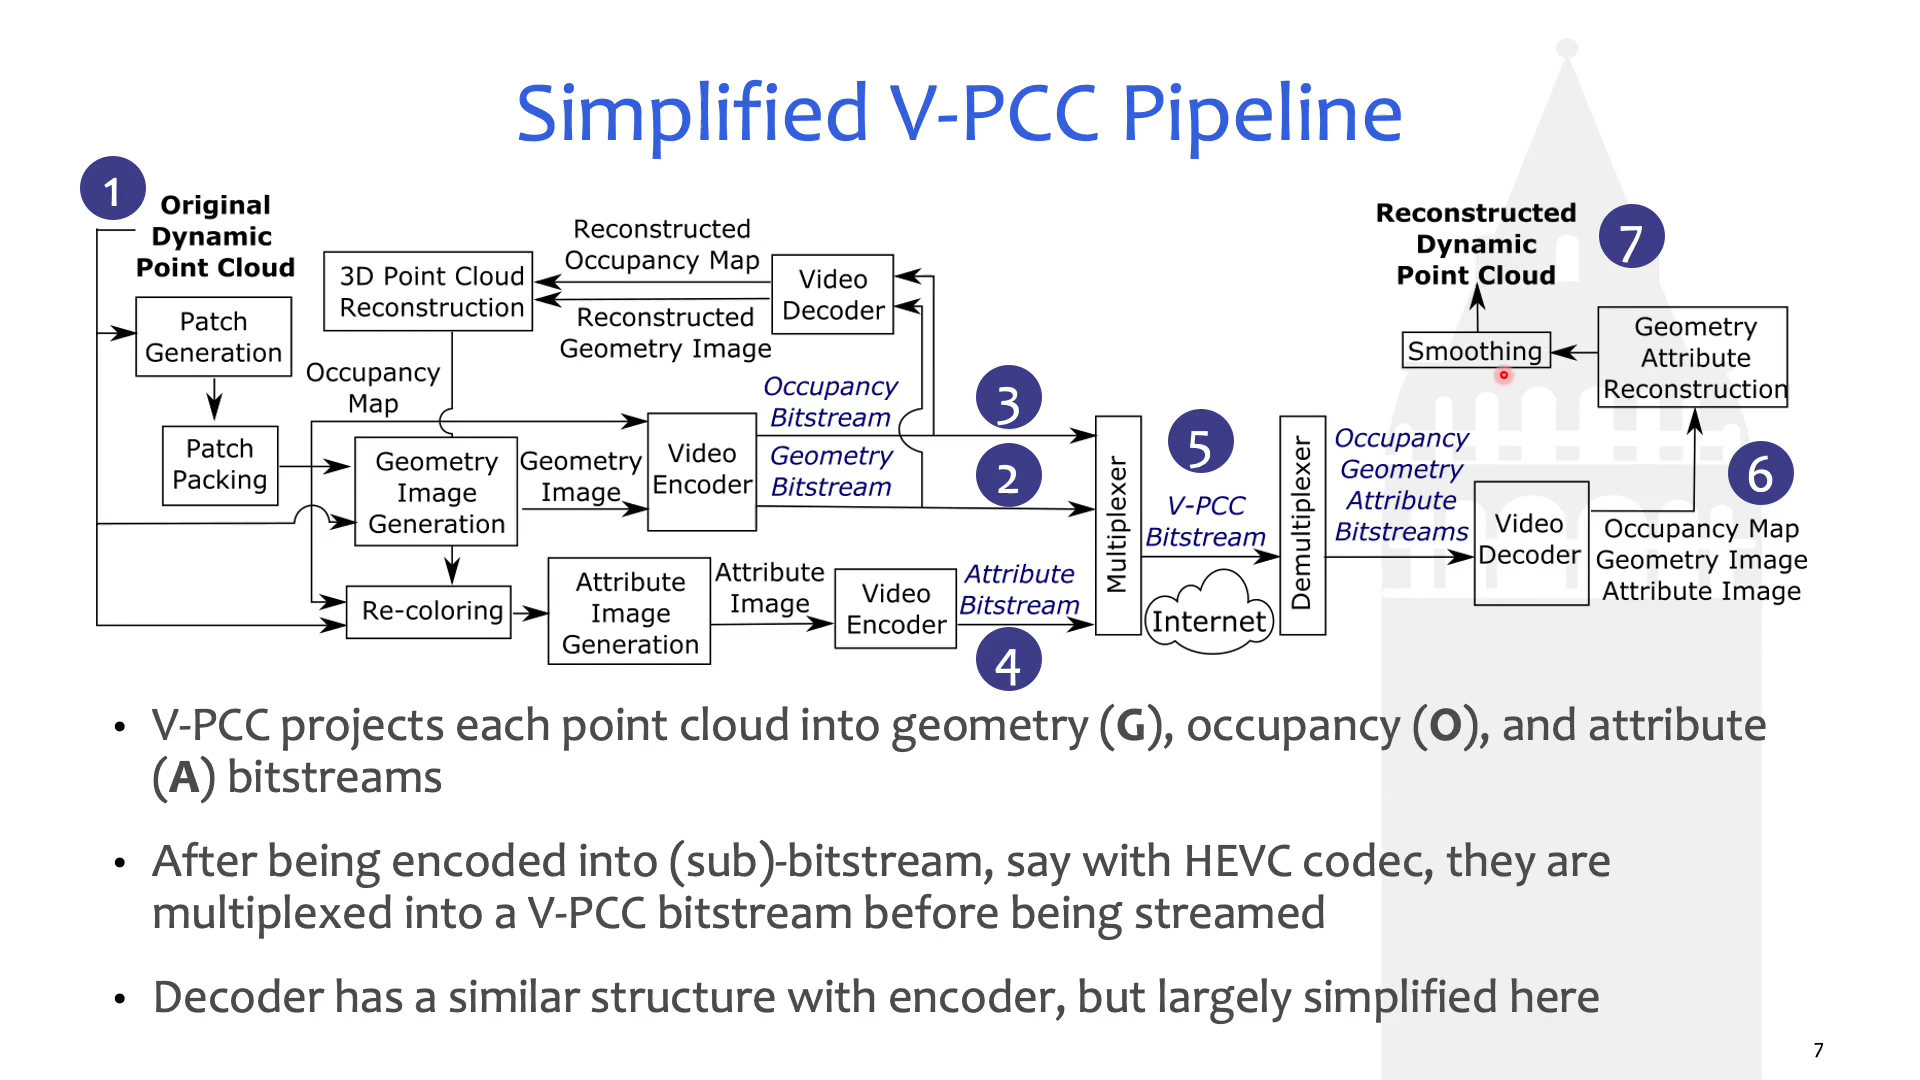 Simplified V-PCC Pipeline
1
Original
Dynamic
Point Cloud
Patch
Generation
Patch
Packing
3D Point Cloud
Reconstruction
Occupancy
Map
Geometry
Image
Generation
Re-coloring
Reconstructed
Occupancy Map
Reconstructed
Geometry Image
Video
Decoder
Geometry
Image
Video
Encoder
Occupancy
Bitstream
Geometry
Bitstream
3
2
Attribute
Image
Generation
Attribute
Image
Video
Encoder
Attribute
Bitstream
4
Multiplexer
5
V-PCC
Bitstream
Internet
Demultiplexer
Occupancy
Geometry
Attribute
Bitstreams
Video
Decoder
6
Occupancy Map
Geometry Image
Attribute Image
Geometry
Attribute
Reconstruction
Smoothing
Reconstructed
Dynamic
Point Cloud
7
• V-PCC projects each point cloud into geometry (G), occupancy (O), and attribute
(A) bitstreams
• After being encoded into (sub)-bitstream, say with HEVC codec, they are
multiplexed into a V-PCC bitstream before being streamed
• Decoder has a similar structure with encoder, but largely simplified here
7